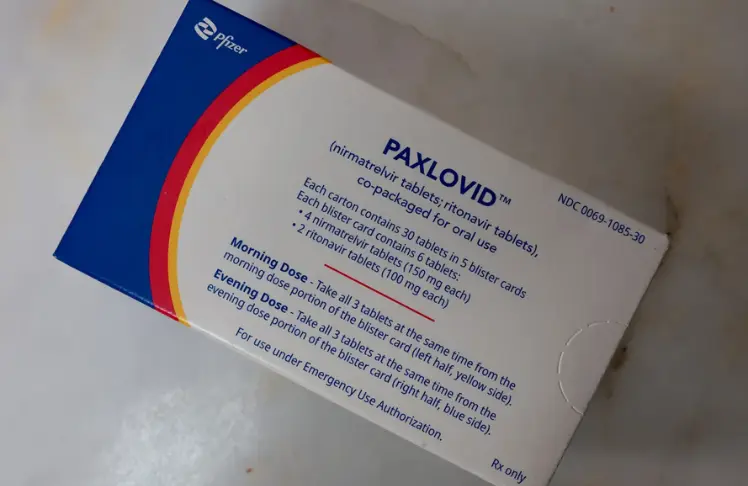 Pfizer
PAXLOVID™
(nirmatrelvir tablets; ritonavir tablets),
co-packaged for oral use
NDC 0069-1085-30
Each carton contains 30 tablets in 5 blister cards
Each blister card contains 6 tablets:
• 4 nirmatrelvir tablets (150 mg each)
• 2 ritonavir tablets (100 mg each)
Morning Dose - Take all 3 tablets at the same time from the
morning dose portion of the blister card (left half, yellow side).
Evening Dose - Take all 3 tablets at the same time from the
evening dose portion of the blister card (right half, blue side).
For use under Emergency Use Authorization.
Rx only